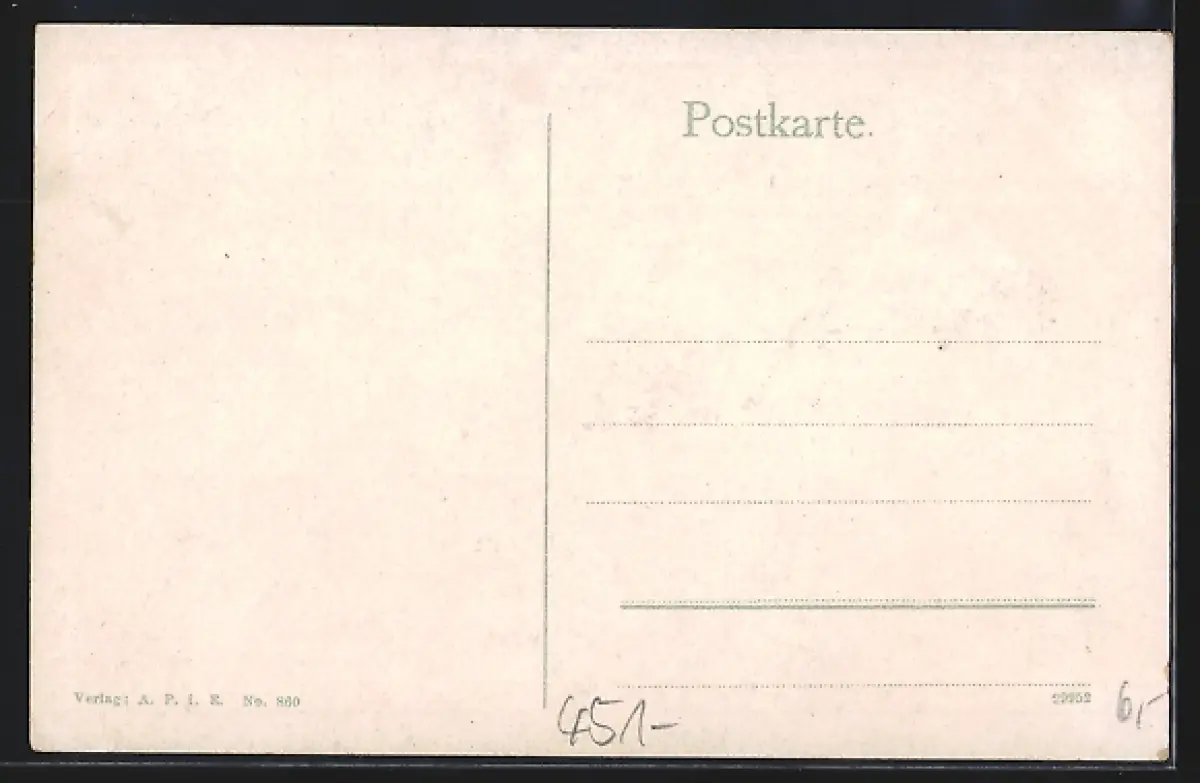 Postkarte.
Verlag: A. P. i. E. No. 860
29952
451-
6,-